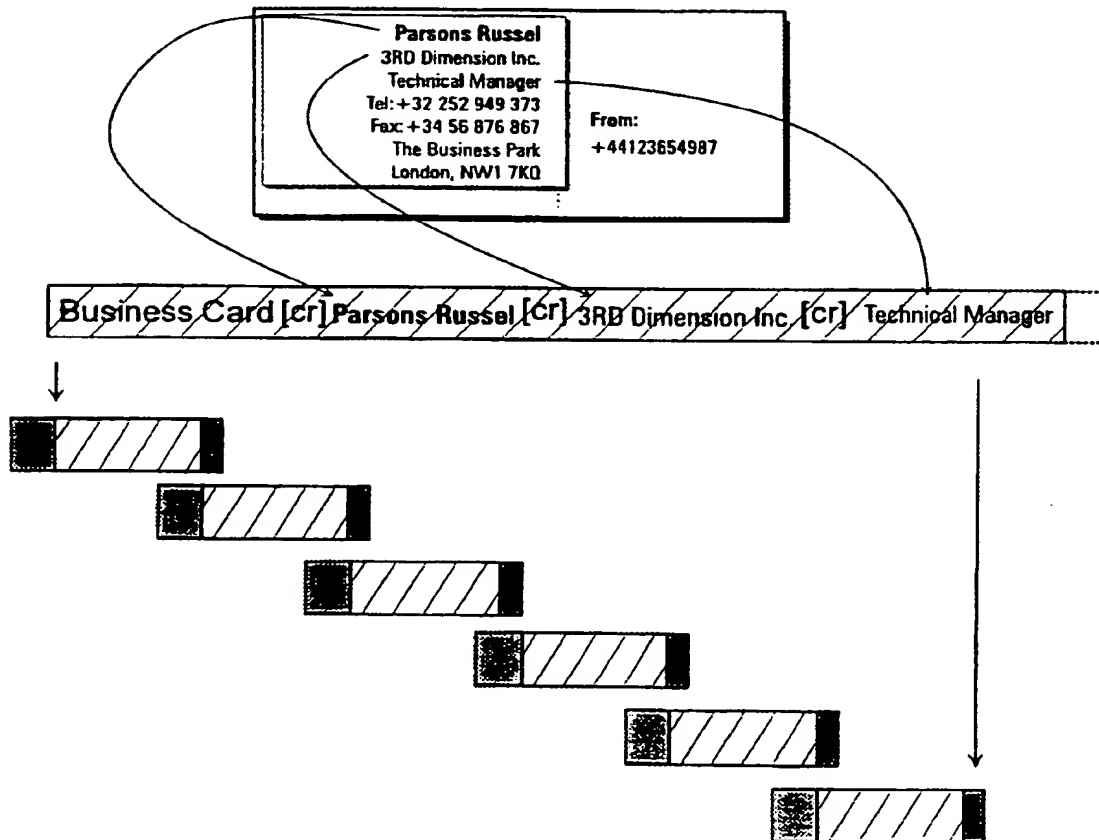 Parsons Russel
3RD Dimension Inc.
Technical Manager
Tel: +32 252 949 373
Fax: +34 56 876 867
The Business Park
London, NW1 7KQ
From:
+44123654987
Business Card [cr] Parsons Russel [cr] 3RD Dimension Inc. [cr] Technical Manager